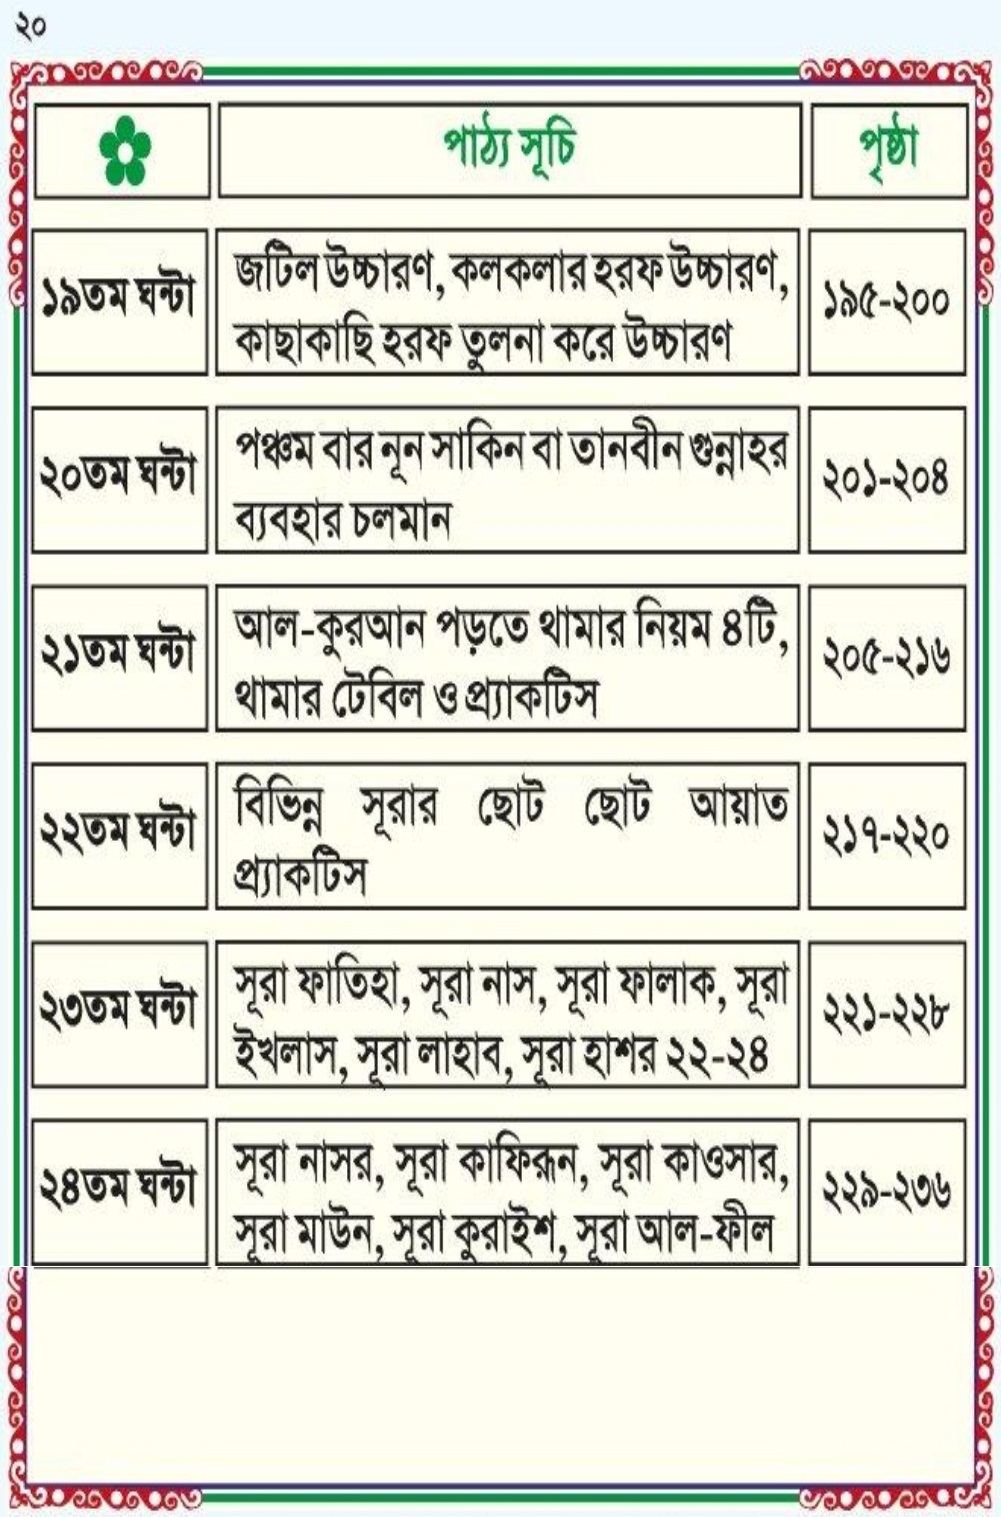 ২০
পাঠ্য সূচি পৃষ্ঠা
১৯তম ঘন্টা জটিল উচ্চারণ, কলকলার হরফ উচ্চারণ, ১৯৫-২০০
কাছাকাছি হরফ তুলনা করে উচ্চারণ
২০তম ঘন্টা পঞ্চম বার নূন সাকিন বা তানবীন গুন্নাহর ২০১-২০৪
ব্যবহার চলমান
২১তম ঘন্টা আল-কুরআন পড়তে থামার নিয়ম ৪টি, ২০৫-২১৬
থামার টেবিল ও প্র্যাকটিস
২২তম ঘন্টা বিভিন্ন সূরার ছোট ছোট আয়াত ২১৭-২২০
প্র্যাকটিস
২৩তম ঘন্টা সূরা ফাতিহা, সূরা নাস, সূরা ফালাক, সূরা ২২১-২২৮
ইখলাস, সূরা লাহাব, সূরা হাশর ২২-২৪
২৪তম ঘন্টা সূরা নাসর, সূরা কাফিরূন, সূরা কাওসার, ২২৯-২৩৬
সূরা মাউন, সূরা কুরাইশ, সূরা আল-ফীল